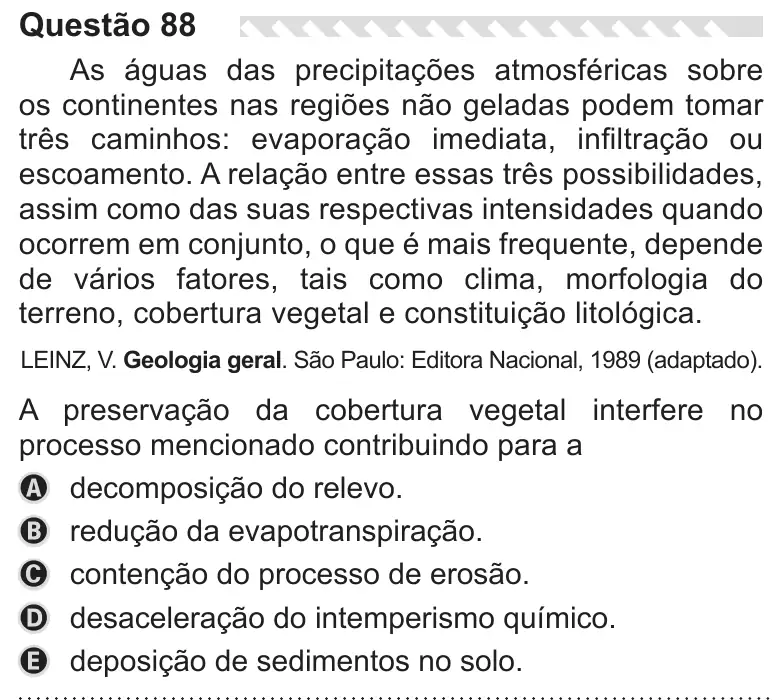 Questão 88
As águas das precipitações atmosféricas sobre
os continentes nas regiões não geladas podem tomar
três caminhos: evaporação imediata, infiltração ou
escoamento. A relação entre essas três possibilidades,
assim como das suas respectivas intensidades quando
ocorrem em conjunto, o que é mais frequente, depende
de vários fatores, tais como clima, morfologia do
terreno, cobertura vegetal e constituição litológica.
LEINZ, V. Geologia geral. São Paulo: Editora Nacional, 1989 (adaptado).
A preservação da cobertura vegetal interfere no
processo mencionado contribuindo para a
A decomposição do relevo.
B redução da evapotranspiração.
C contenção do processo de erosão.
D desaceleração do intemperismo químico.
E deposição de sedimentos no solo.